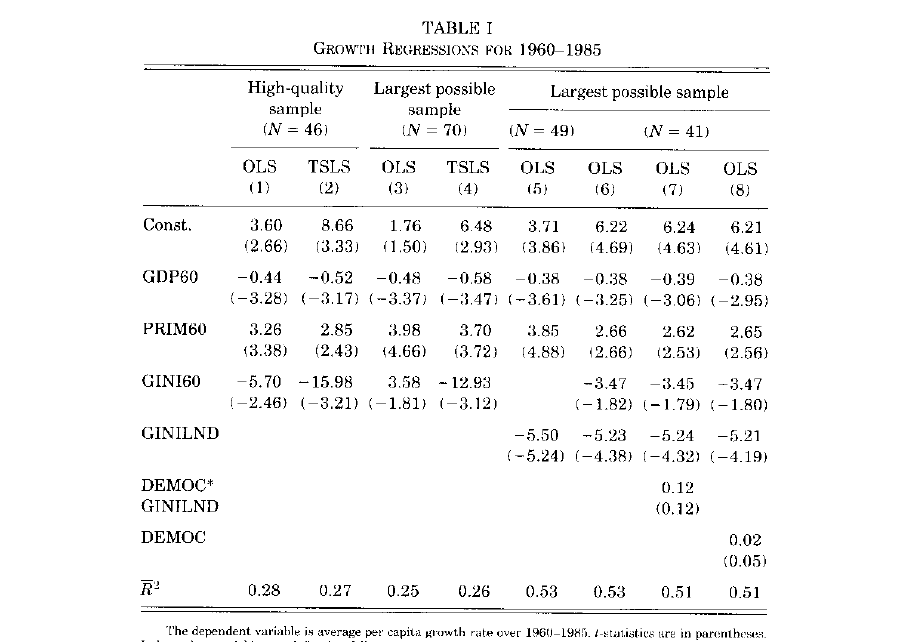 TABLE I
GROWTH REGRESSIONS FOR 1960–1985
High-quality sample (N = 46) Largest possible sample (N = 70) Largest possible sample
(N = 49) (N = 41)
OLS TSLS OLS TSLS OLS OLS OLS OLS
(1) (2) (3) (4) (5) (6) (7) (8)
Const. 3.60 8.66 1.76 6.48 3.71 6.22 6.24 6.21
(2.66) (3.33) (1.50) (2.93) (3.86) (4.69) (4.63) (4.61)
GDP60 −0.44 −0.52 −0.48 −0.58 −0.38 −0.38 −0.39 −0.38
(−3.28) (−3.17) (−3.37) (−3.47) (−3.61) (−3.25) (−3.06) (−2.95)
PRIM60 3.26 2.85 3.98 3.70 3.85 2.66 2.62 2.65
(3.38) (2.43) (4.66) (3.72) (4.88) (2.66) (2.53) (2.56)
GINI60 −5.70 −15.98 3.58 −12.93 −3.47 −3.45 −3.47
(−2.46) (−3.21) (−1.81) (−3.12) (−1.82) (−1.79) (−1.80)
GINILND −5.50 −5.23 −5.24 −5.21
(−5.24) (−4.38) (−4.32) (−4.19)
DEMOC* 0.12
GINILND (0.12)
DEMOC 0.02
(0.05)
R̅² 0.28 0.27 0.25 0.26 0.53 0.53 0.51 0.51
The dependent variable is average per capita growth rate over 1960–1985. t-statistics are in parentheses.